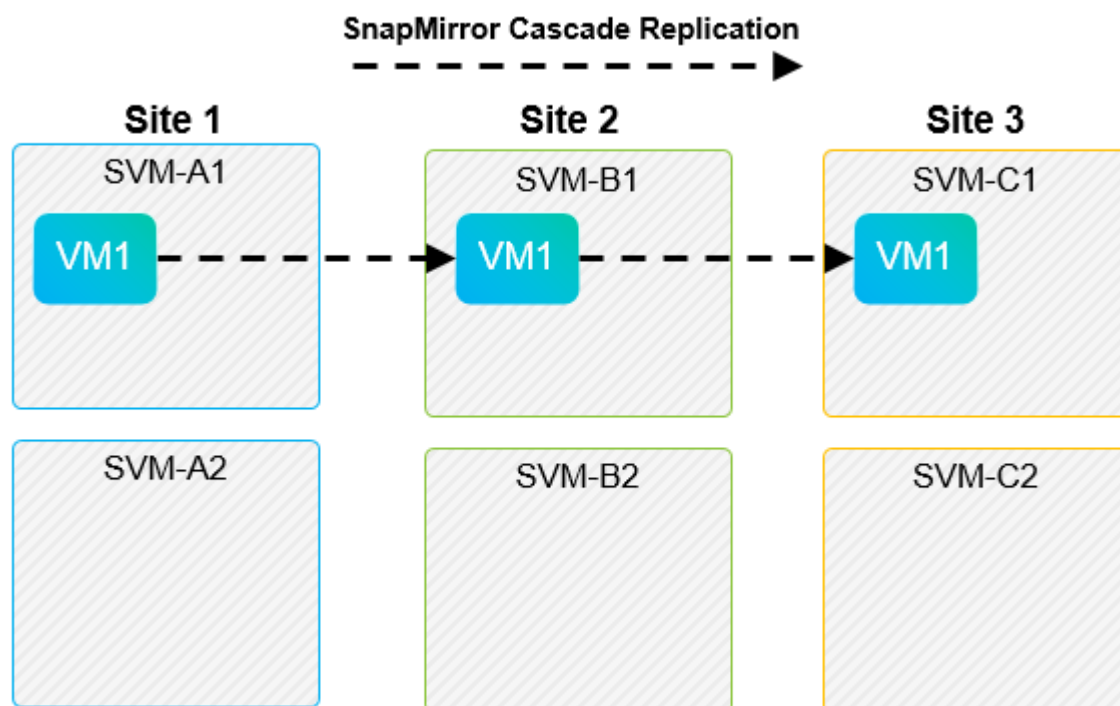 SnapMirror Cascade Replication
Site 1
Site 2
Site 3
SVM-A1
SVM-B1
SVM-C1
VM1
VM1
VM1
SVM-A2
SVM-B2
SVM-C2